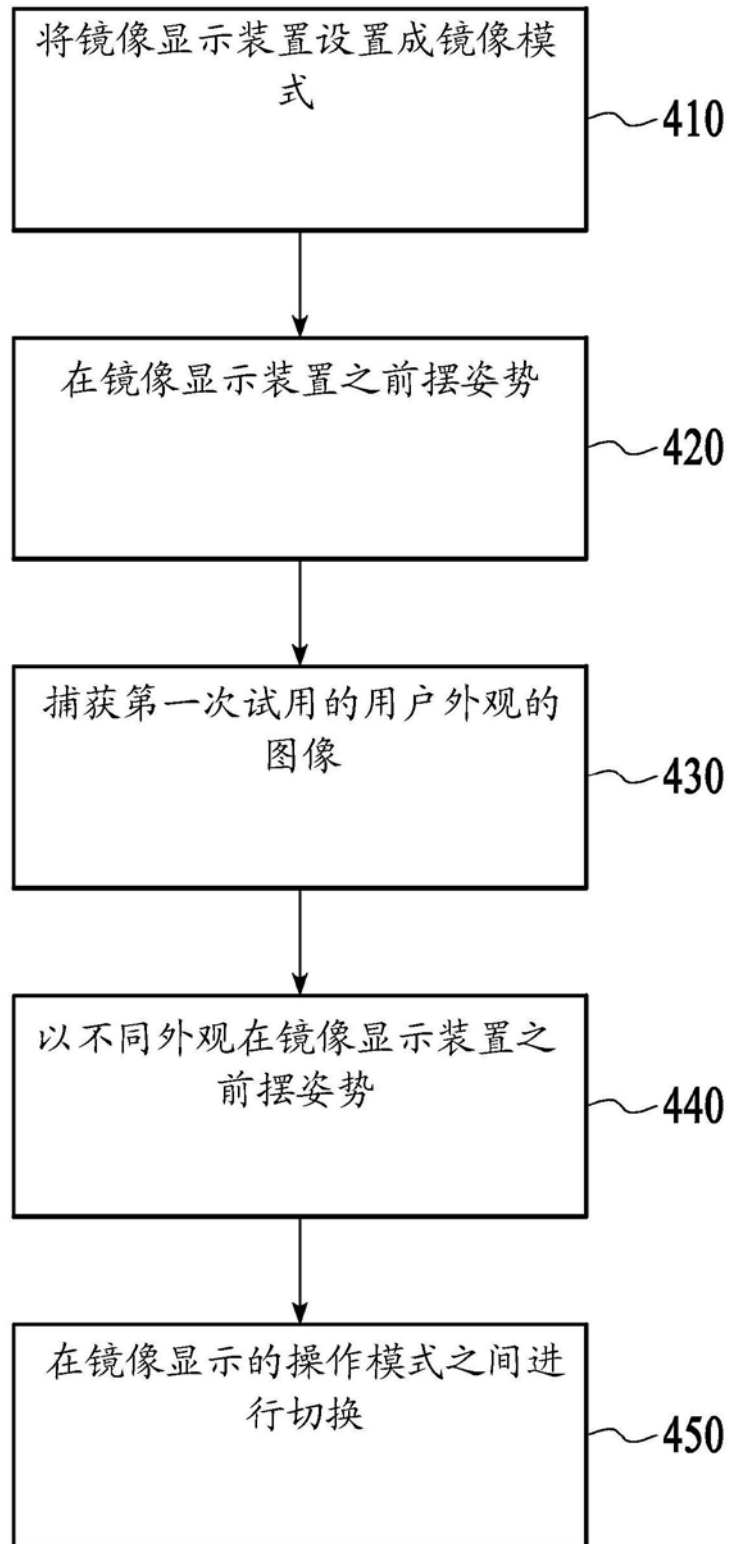 将镜像显示装置设置成镜像模
式
410
在镜像显示装置之前摆姿势
420
捕获第一次试用的用户外观的
图像
430
以不同外观在镜像显示装置之
前摆姿势
440
在镜像显示的操作模式之间进
行切换
450